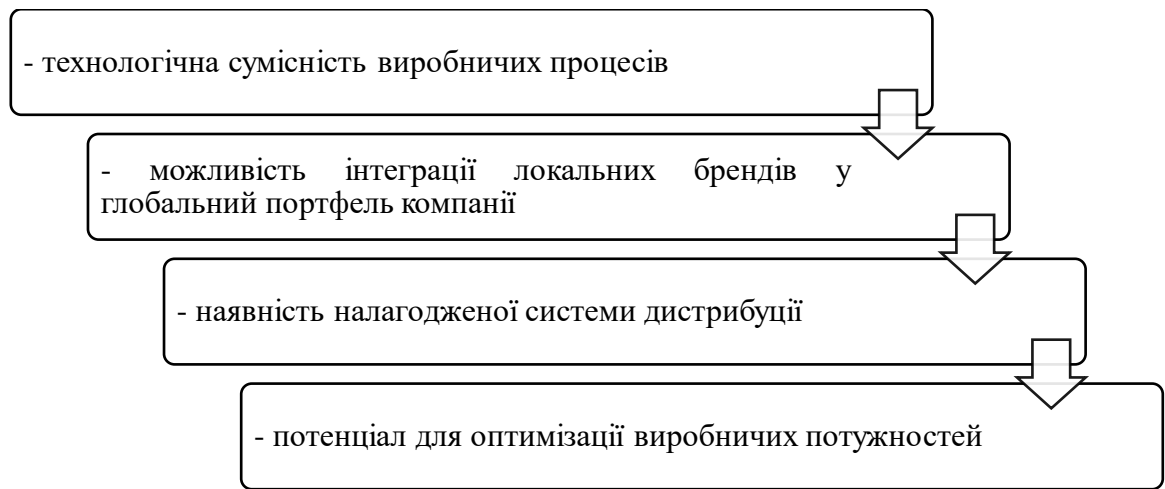 - технологічна сумісність виробничих процесів
- можливість інтеграції локальних брендів у
глобальний портфель компанії
- наявність налагодженої системи дистрибуції
- потенціал для оптимізації виробничих потужностей